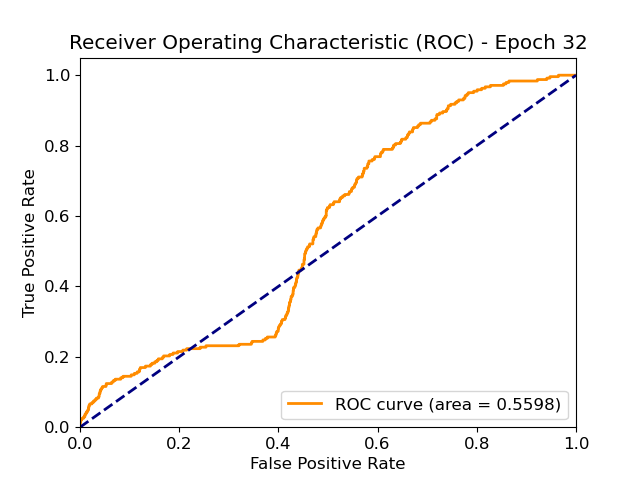 Receiver Operating Characteristic (ROC) - Epoch 32
True Positive Rate
1.0
0.8
0.6
0.4
0.2
0.0
ROC curve (area = 0.5598)
0.0 0.2 0.4 0.6 0.8 1.0
False Positive Rate